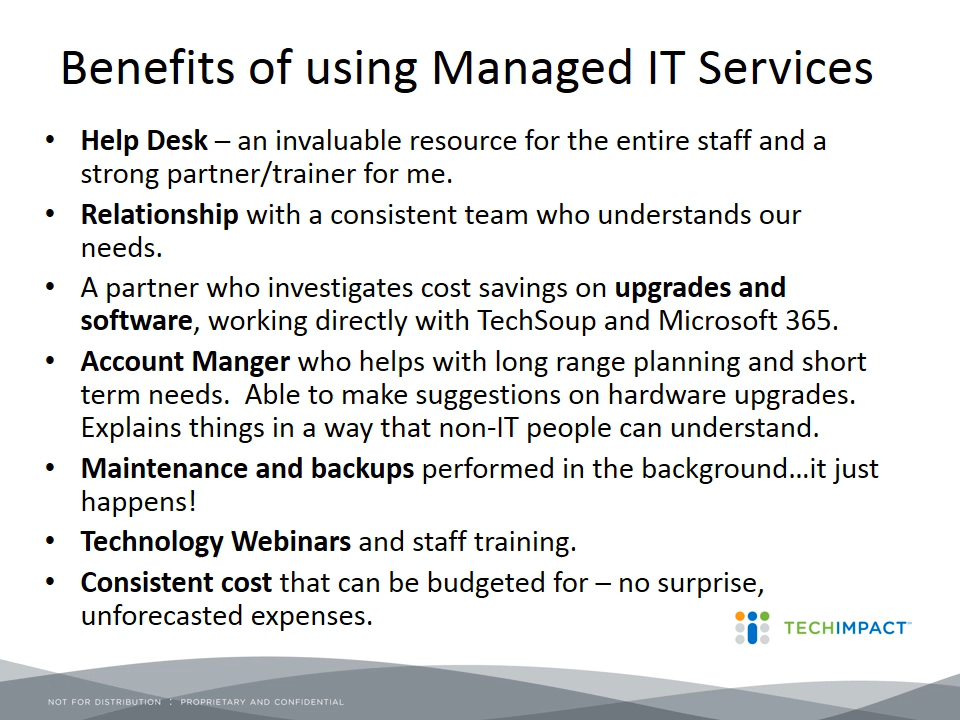 Benefits of using Managed IT Services
• Help Desk – an invaluable resource for the entire staff and a
strong partner/trainer for me.
• Relationship with a consistent team who understands our
needs.
• A partner who investigates cost savings on upgrades and
software, working directly with TechSoup and Microsoft 365.
• Account Manger who helps with long range planning and short
term needs.  Able to make suggestions on hardware upgrades.
Explains things in a way that non-IT people can understand.
• Maintenance and backups performed in the background…it just
happens!
• Technology Webinars and staff training.
• Consistent cost that can be budgeted for – no surprise,
unforecasted expenses.
TECHIMPACT™
NOT FOR DISTRIBUTION : PROPRIETARY AND CONFIDENTIAL